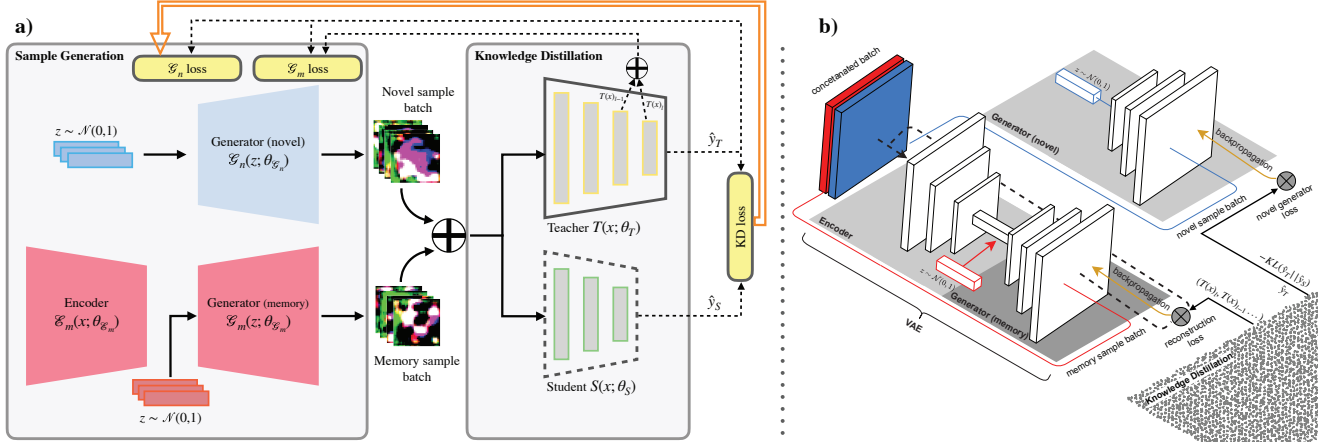 a)
Sample Generation
𝒢n loss
𝒢m loss
z ∼ 𝒩(0,1)
Generator (novel)
𝒢n(z; θ𝒢n)
Encoder
ℰm(x; θℰm)
Generator (memory)
𝒢m(z; θ𝒢m)
z ∼ 𝒩(0,1)
Novel sample
batch
Memory sample
batch
Knowledge Distillation
T(x)l−1
T(x)l
Teacher T(x; θT)
Student S(x; θS)
ŷT
ŷS
KD loss
b)
concetanated batch
z ∼ 𝒩(0,1)
Generator (novel)
backpropagation
novel sample batch
novel generator
loss
Encoder
z ∼ 𝒩(0,1)
Generator (memory)
backpropagation
VAE
memory sample batch
reconstruction
loss
−KL(ŷT||ŷS)
ŷT
(T(x)l, T(x)l−1, …)
Knowledge Distillation